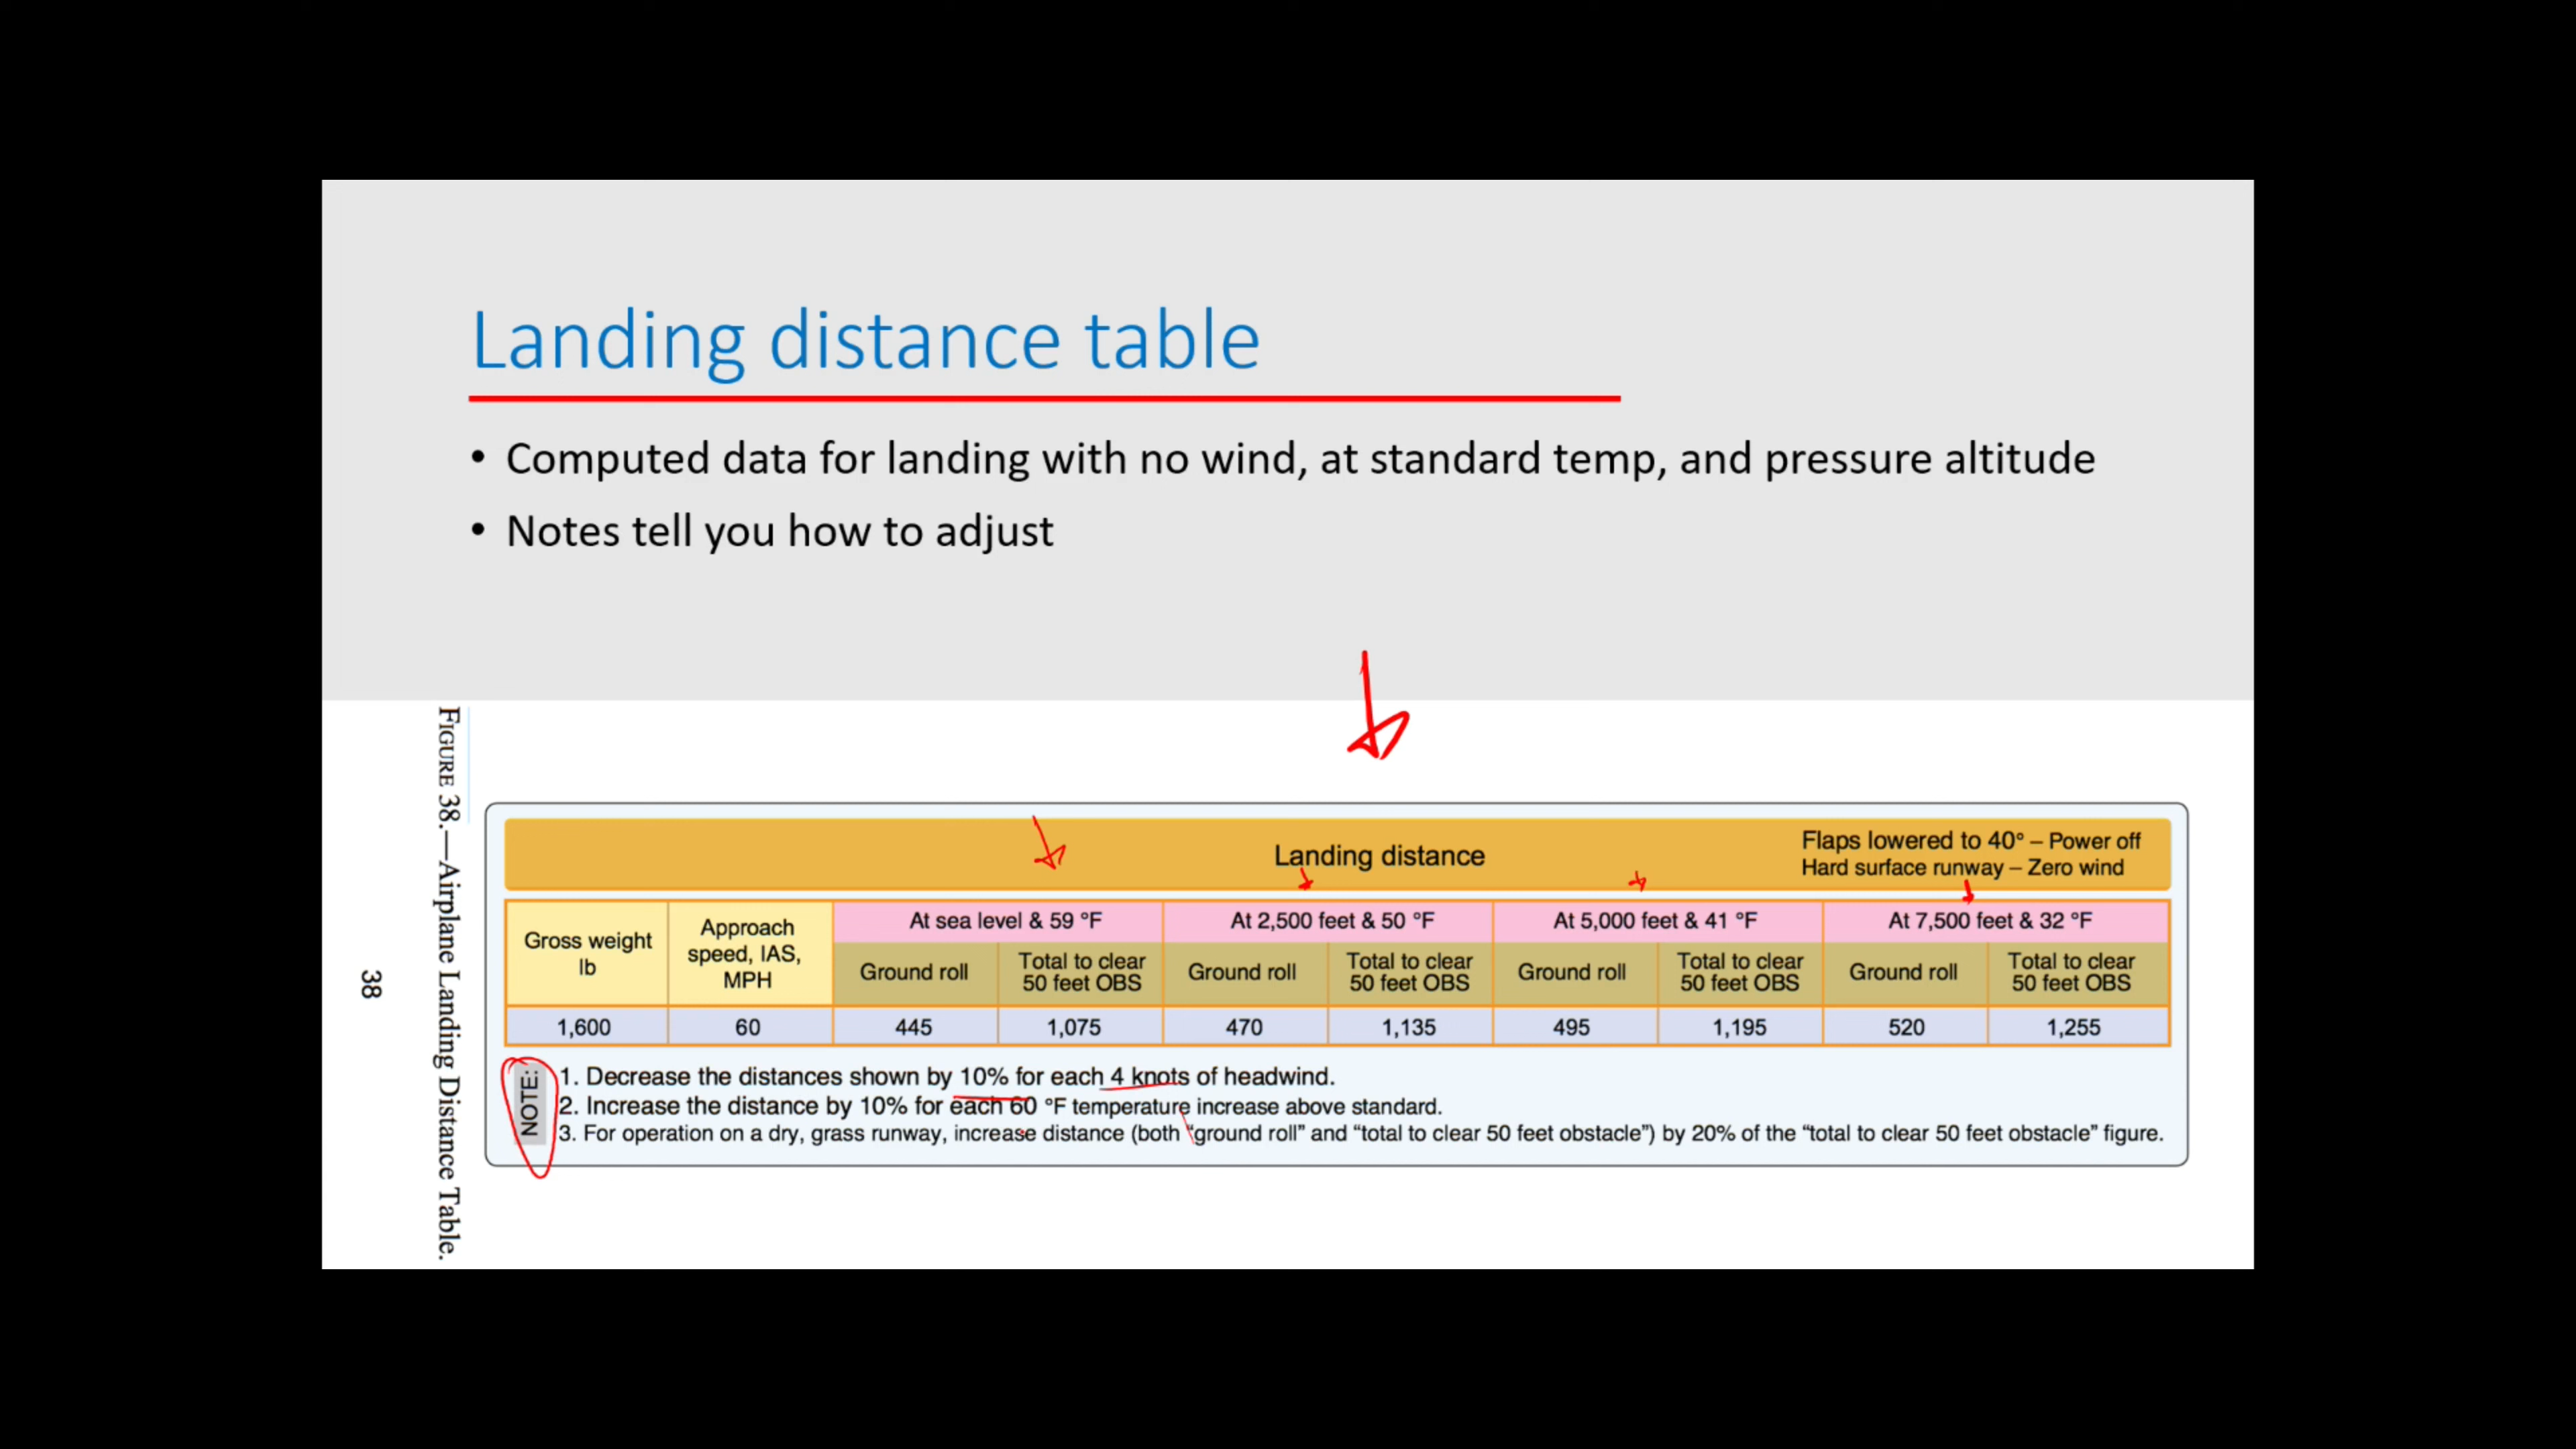 Landing distance table
• Computed data for landing with no wind, at standard temp, and pressure altitude
• Notes tell you how to adjust
38
FIGURE 38.—Airplane Landing Distance Table.
Landing distance
Flaps lowered to 40° – Power off
Hard surface runway – Zero wind
Gross weight lb
Approach speed, IAS, MPH
At sea level & 59 °F
At 2,500 feet & 50 °F
At 5,000 feet & 41 °F
At 7,500 feet & 32 °F
Ground roll
Total to clear 50 feet OBS
Ground roll
Total to clear 50 feet OBS
Ground roll
Total to clear 50 feet OBS
Ground roll
Total to clear 50 feet OBS
1,600 60 445 1,075 470 1,135 495 1,195 520 1,255
NOTE:
1. Decrease the distances shown by 10% for each 4 knots of headwind.
2. Increase the distance by 10% for each 60 °F temperature increase above standard.
3. For operation on a dry, grass runway, increase distance (both “ground roll” and “total to clear 50 feet obstacle”) by 20% of the “total to clear 50 feet obstacle” figure.